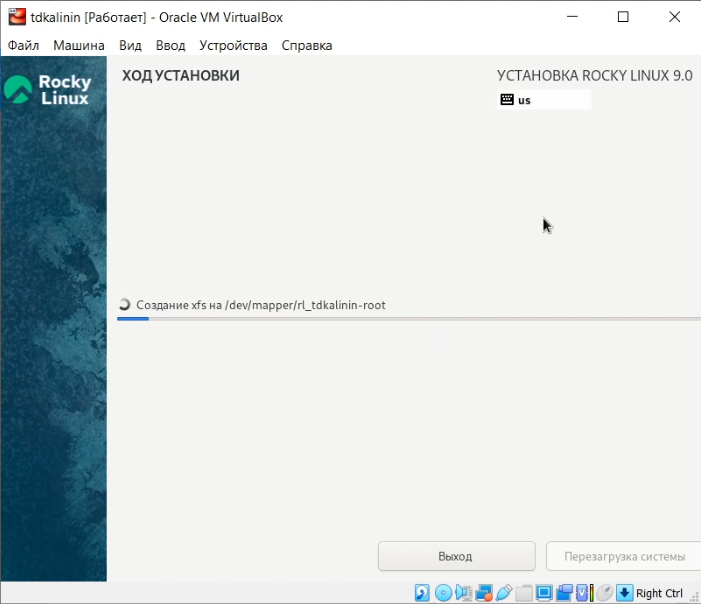 tdkalinin [Работает] - Oracle VM VirtualBox
Файл Машина Вид Ввод Устройства Справка
Rocky
Linux
ХОД УСТАНОВКИ
УСТАНОВКА ROCKY LINUX 9.0
us
Создание xfs на /dev/mapper/rl_tdkalinin-root
Выход
Перезагрузка системы
Right Ctrl